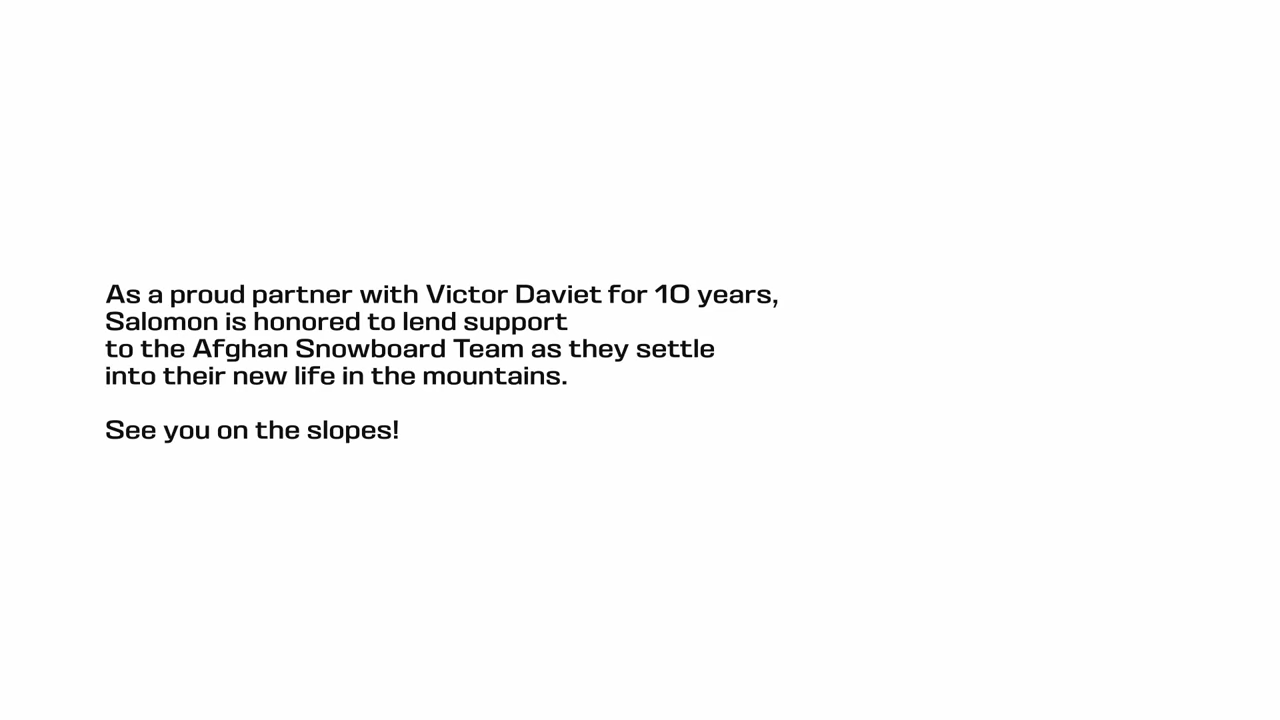 As a proud partner with Victor Daviet for 10 years,
Salomon is honored to lend support
to the Afghan Snowboard Team as they settle
into their new life in the mountains.
See you on the slopes!